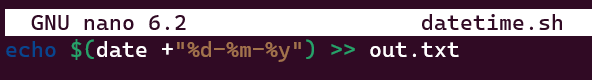 GNU nano 6.2 datetime.sh
echo $(date +"%d-%m-%y") >> out.txt